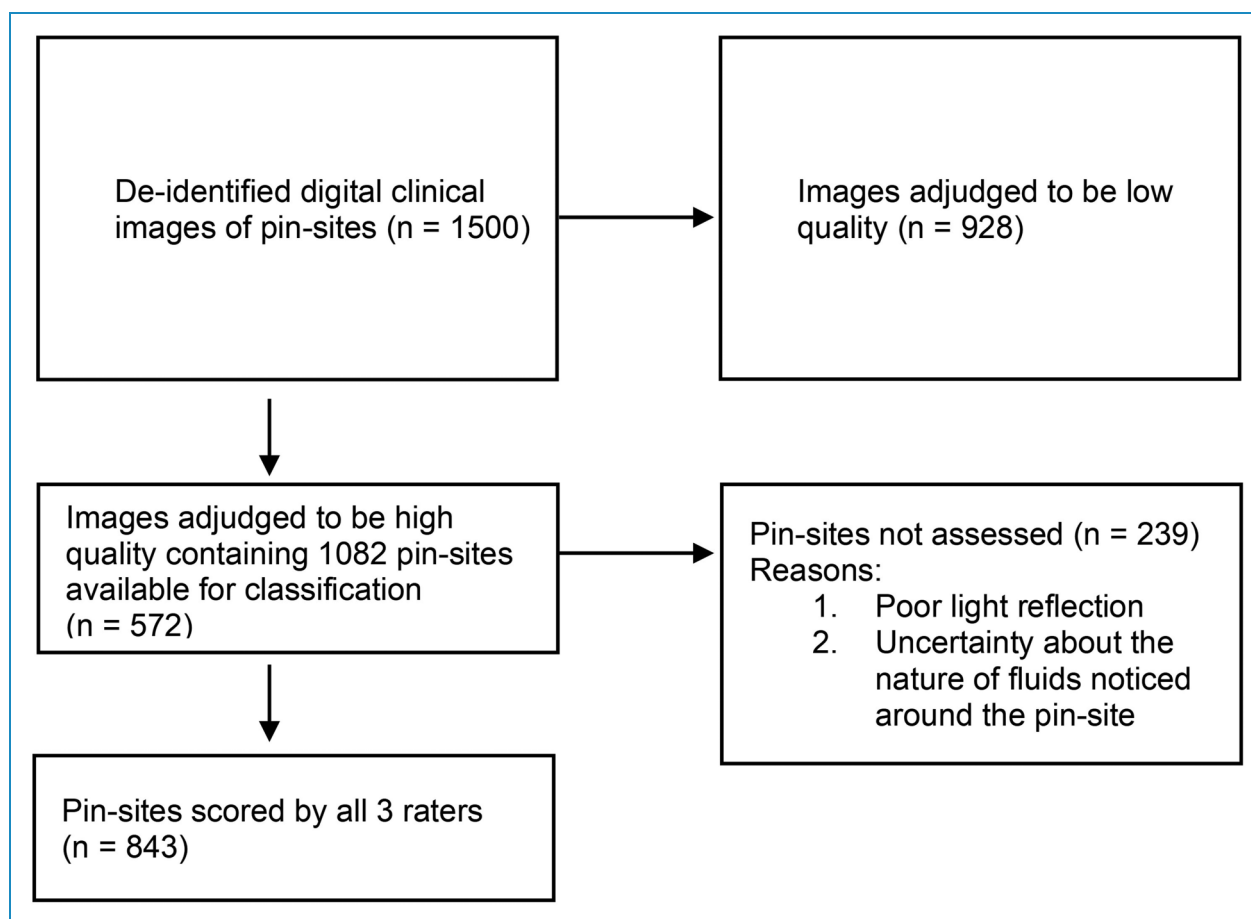 De-identified digital clinical
images of pin-sites (n = 1500)
Images adjudged to be low
quality (n = 928)
Images adjudged to be high
quality containing 1082 pin-sites
available for classification
(n = 572)
Pin-sites not assessed (n = 239)
Reasons:
1. Poor light reflection
2. Uncertainty about the
nature of fluids noticed
around the pin-site
Pin-sites scored by all 3 raters
(n = 843)